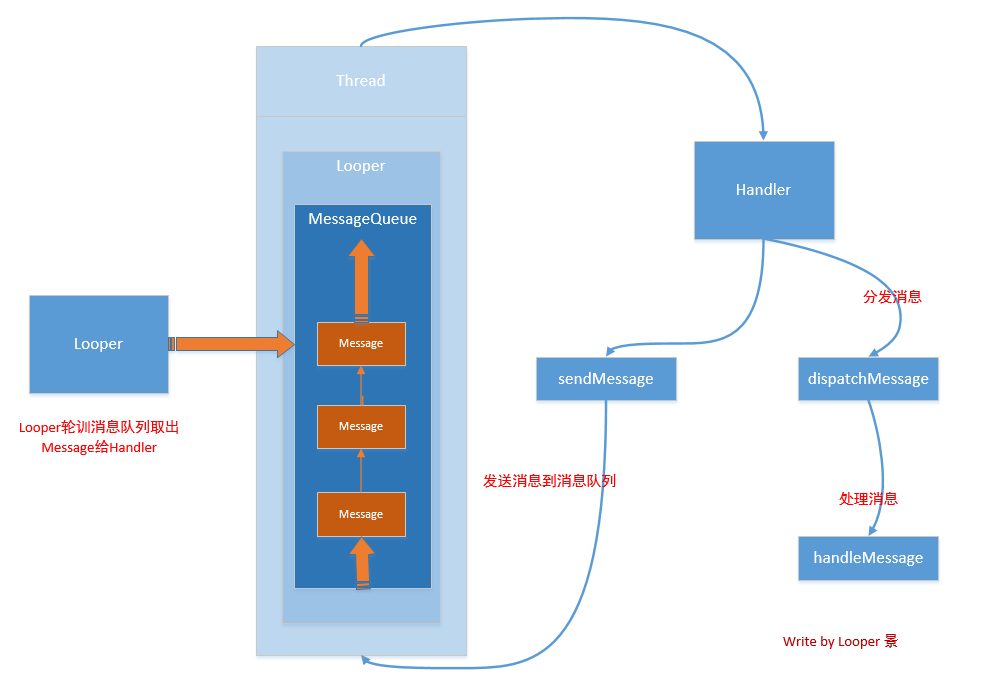 Thread
Looper
MessageQueue
Message
Message
Message
Looper
Looper轮训消息队列取出
Message给Handler
Handler
分发消息
sendMessage
dispatchMessage
发送消息到消息队列
处理消息
handleMessage
Write by Looper 景